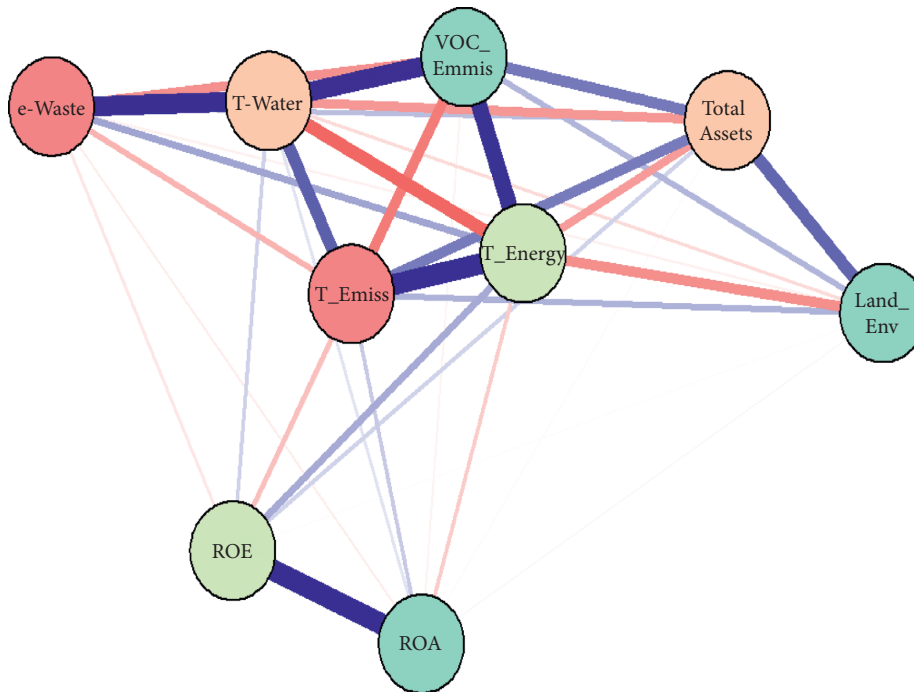 VOC_
Emmis
e-Waste
T-Water
Total
Assets
T_Energy
T_Emiss
Land_
Env
ROE
ROA